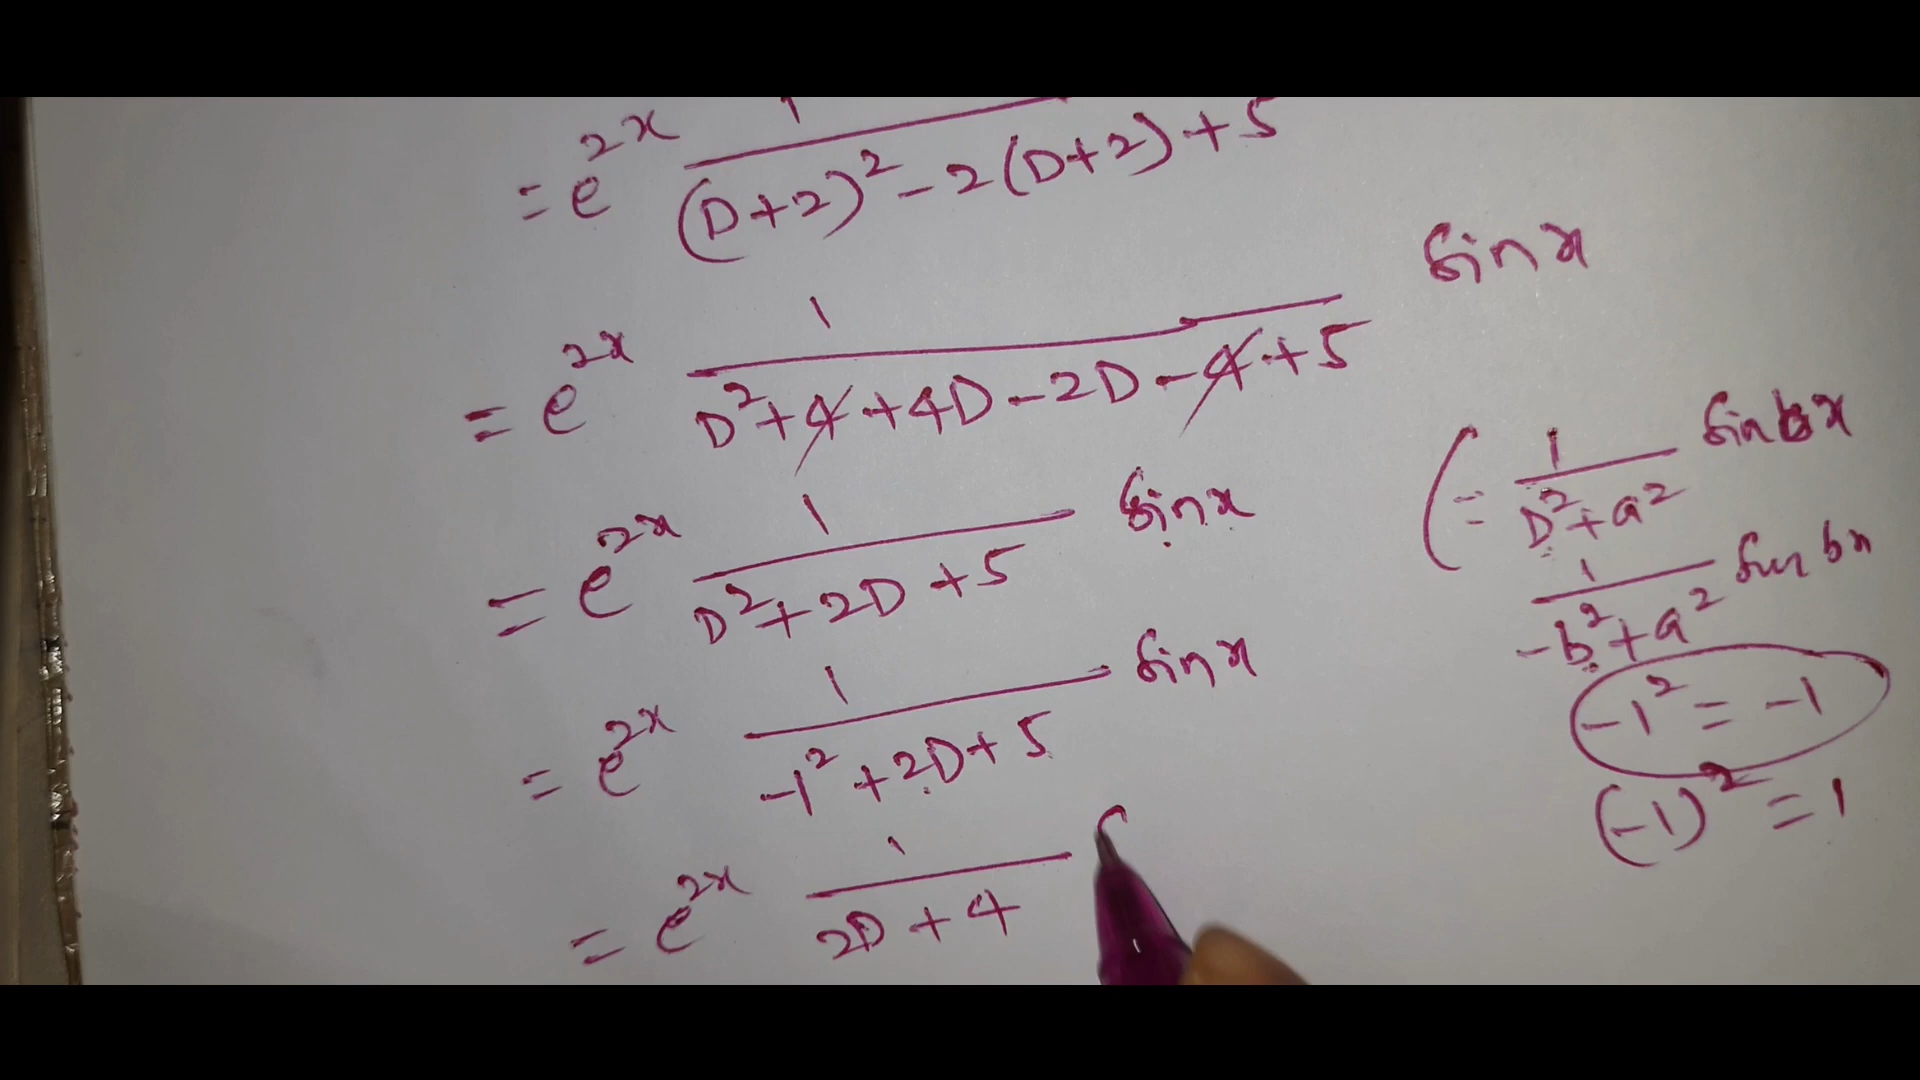 = e^{2x} 1/((D+2)^2 - 2(D+2) + 5)
= e^{2x} 1/(D^2 + 4 + 4D - 2D - 4 + 5) sin x
= e^{2x} 1/(D^2 + 2D + 5) sin x
= e^{2x} 1/(-1^2 + 2D + 5) sin x
= e^{2x} 1/(2D + 4)
(= 1/(D^2 + a^2) sin bx
1/(-b^2 + a^2) sin bx
-1^2 = -1
(-1)^2 = 1